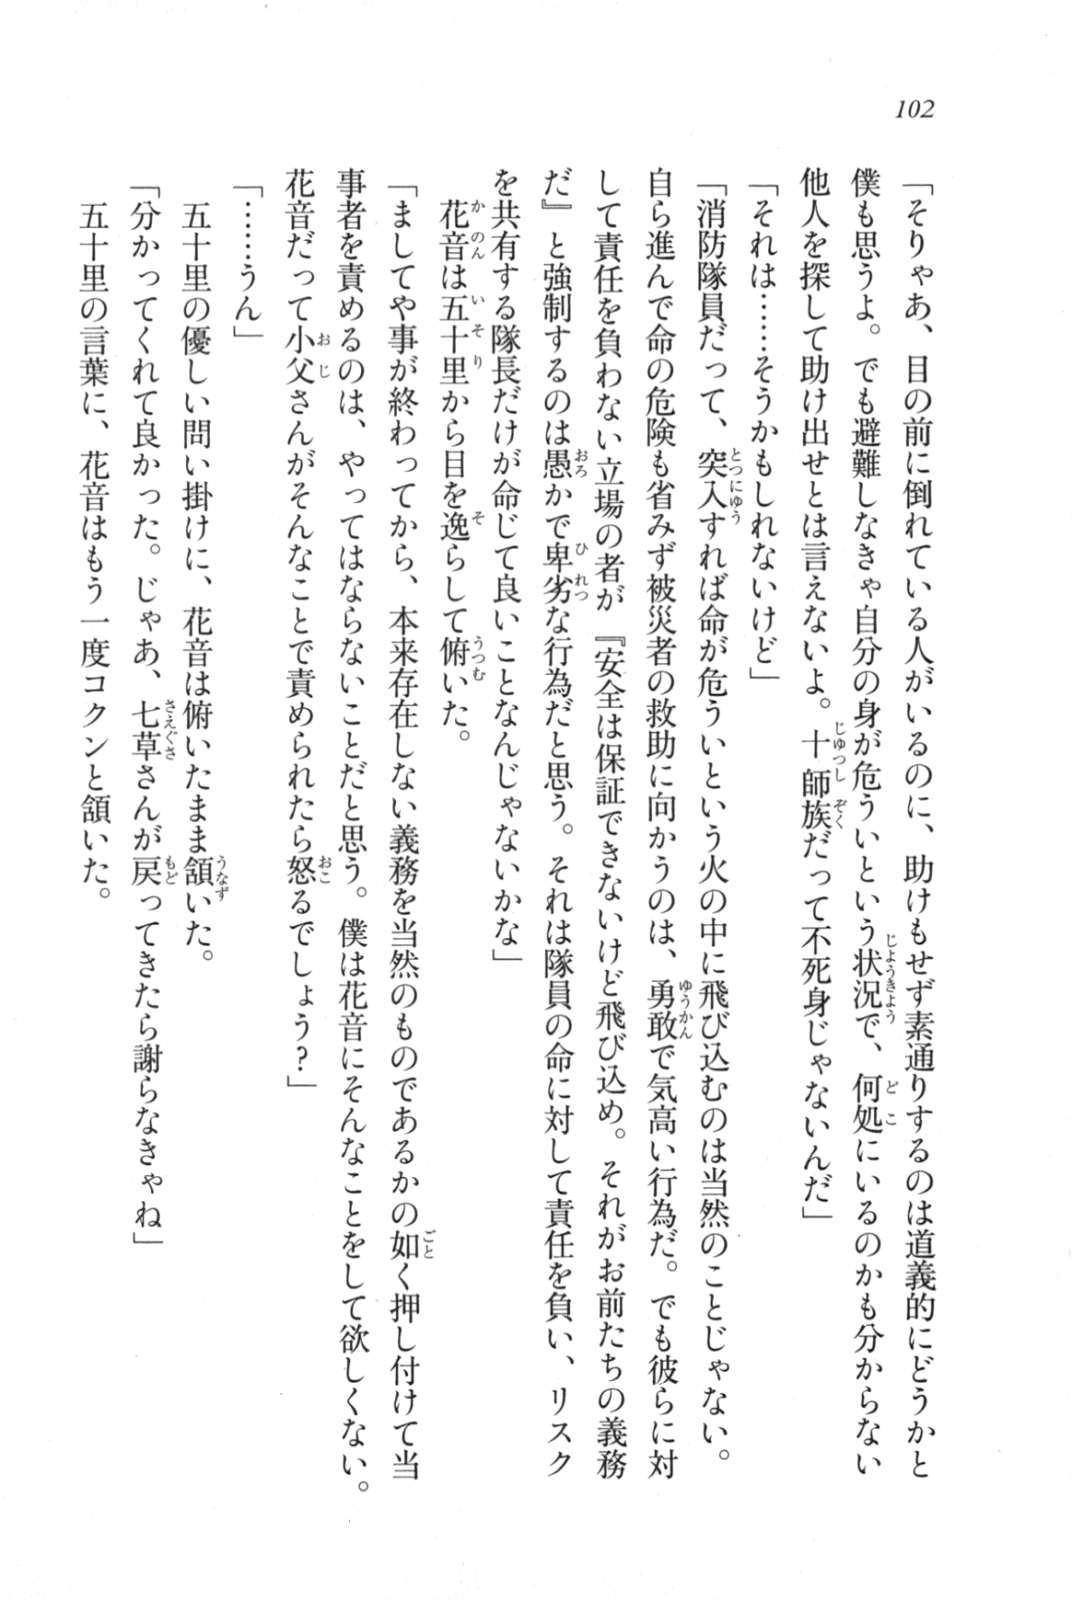 102
「そりゃあ、目の前に倒れている人がいるのに、助けもせず素通りするのは道義的にどうかと
僕も思うよ。でも避難しなきゃ自分の身が危ういという状況で、何処にいるのかも分からない
他人を探して助け出せとは言えないよ。十師族だって不死身じゃないんだ」
「それは……そうかもしれないけど」
「消防隊員だって、突入すれば命が危ういという火の中に飛び込むのは当然のことじゃない。
自ら進んで命の危険も省みず被災者の救助に向かうのは、勇敢で気高い行為だ。でも彼らに対
して責任を負わない立場の者が『安全は保証できないけど飛び込め。それがお前たちの義務
だ』と強制するのは愚かで卑劣な行為だと思う。それは隊員の命に対して責任を負い、リスク
を共有する隊長だけが命じて良いことなんじゃないかな」
　花音は五十里から目を逸らして俯いた。
「ましてや事が終わってから、本来存在しない義務を当然のものであるかの如く押し付けて当
事者を責めるのは、やってはならないことだと思う。僕は花音にそんなことをして欲しくない。
花音だって小父さんがそんなことで責められたら怒るでしょう？」
「……うん」
　五十里の優しい問い掛けに、花音は俯いたまま頷いた。
「分かってくれて良かった。じゃあ、七草さんが戻ってきたら謝らなきゃね」
　五十里の言葉に、花音はもう一度コクンと頷いた。